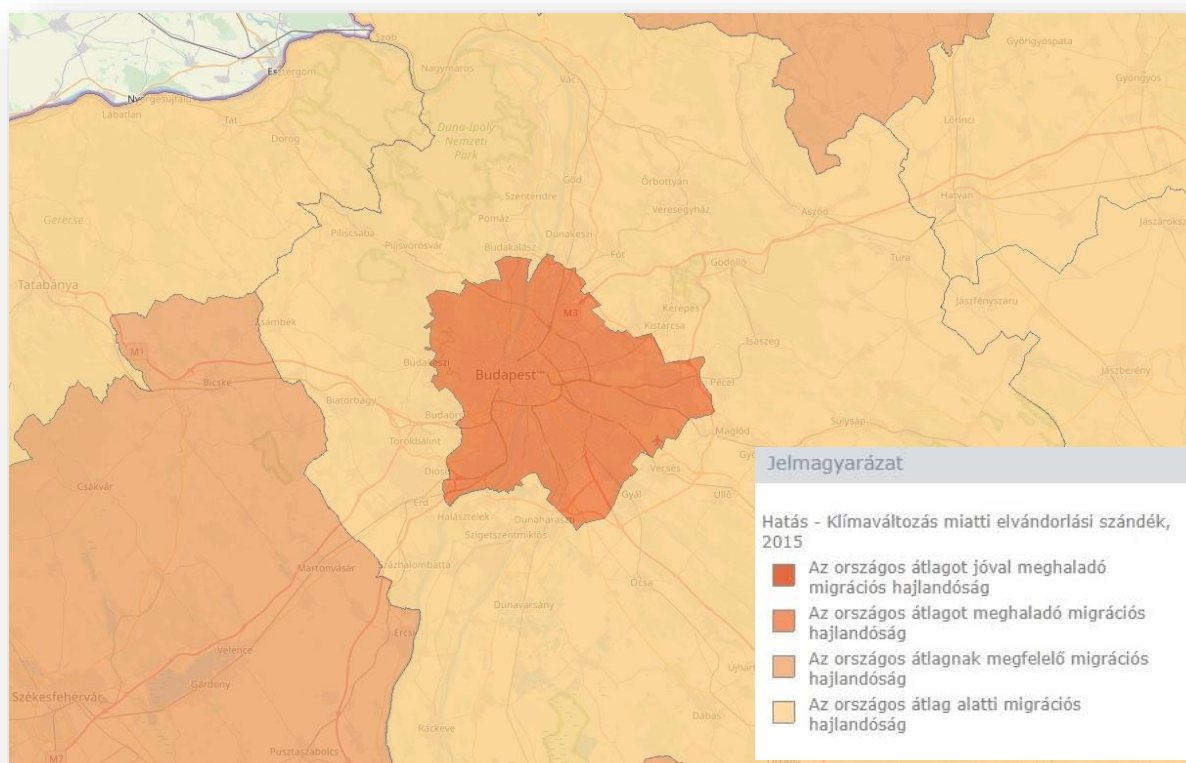 Szob
Gyöngyöspata
Nagymaros
Vác
Gyöngyös
Esztergom
Nyergesújfalu
Lábatlan
Tát
Lőrinci
Dorog
Duna-Ipoly
Nemzeti
Park
Göd
Őrbottyán
Szentendre
Hatvan
Gerecse
Pomáz
Veresegyház
Aszód
Piliscsaba
Dunakeszi
Pilisvörösvár
Budakalász
Fót
Gödöllő
Tura
Tatabánya
Jászfényszaru
Kerepes
M3
Zsámbék
Kistarcsa
Isaszeg
M1
Budakeszi
Budapest
Bicske
Pécel
Jászberény
Biatorbágy
Budaörs
Sülysáp
Törökbálint
Maglód
Vecsés
Diósd
Csákvár
Gyál
Üllő
Érd
Halásztelek
Dunaharaszti
Szigetszentmiklós
Martonvásár
Százhalombatta
Ócsa
Dunavarsány
Ercsi
Velence
Gárdony
Székesfehérvár
Dabas
Ráckeve
Pusztaszabolcs
M7
Jelmagyarázat
Hatás - Klímaváltozás miatti elvándorlási szándék,
2015
Az országos átlagot jóval meghaladó
migrációs hajlandóság
Az országos átlagot meghaladó migrációs
hajlandóság
Az országos átlagnak megfelelő migrációs
hajlandóság
Az országos átlag alatti migrációs
hajlandóság